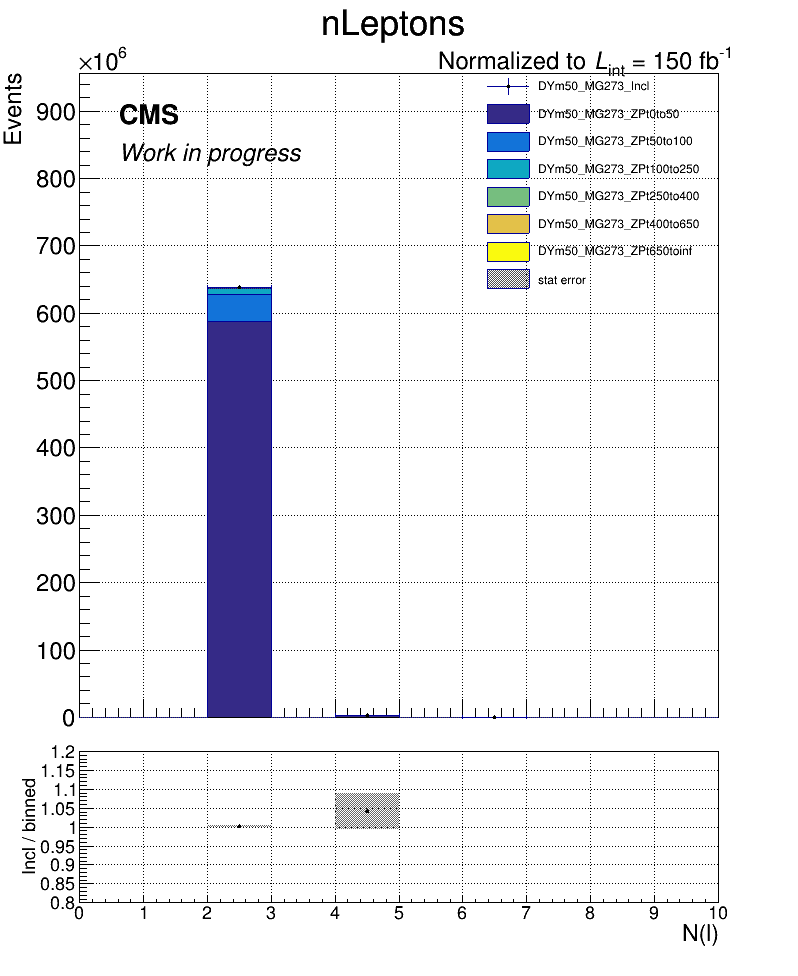 nLeptons
×10⁶
Normalized to Lint = 150 fb⁻¹
Events
CMS
Work in progress
DYm50_MG273_Incl
DYm50_MG273_ZPt0to50
DYm50_MG273_ZPt50to100
DYm50_MG273_ZPt100to250
DYm50_MG273_ZPt250to400
DYm50_MG273_ZPt400to650
DYm50_MG273_ZPt650toinf
stat error
900
800
700
600
500
400
300
200
100
0
Incl / binned
1.2
1.15
1.1
1.05
1
0.95
0.9
0.85
0.8
0 1 2 3 4 5 6 7 8 9 10
N(l)